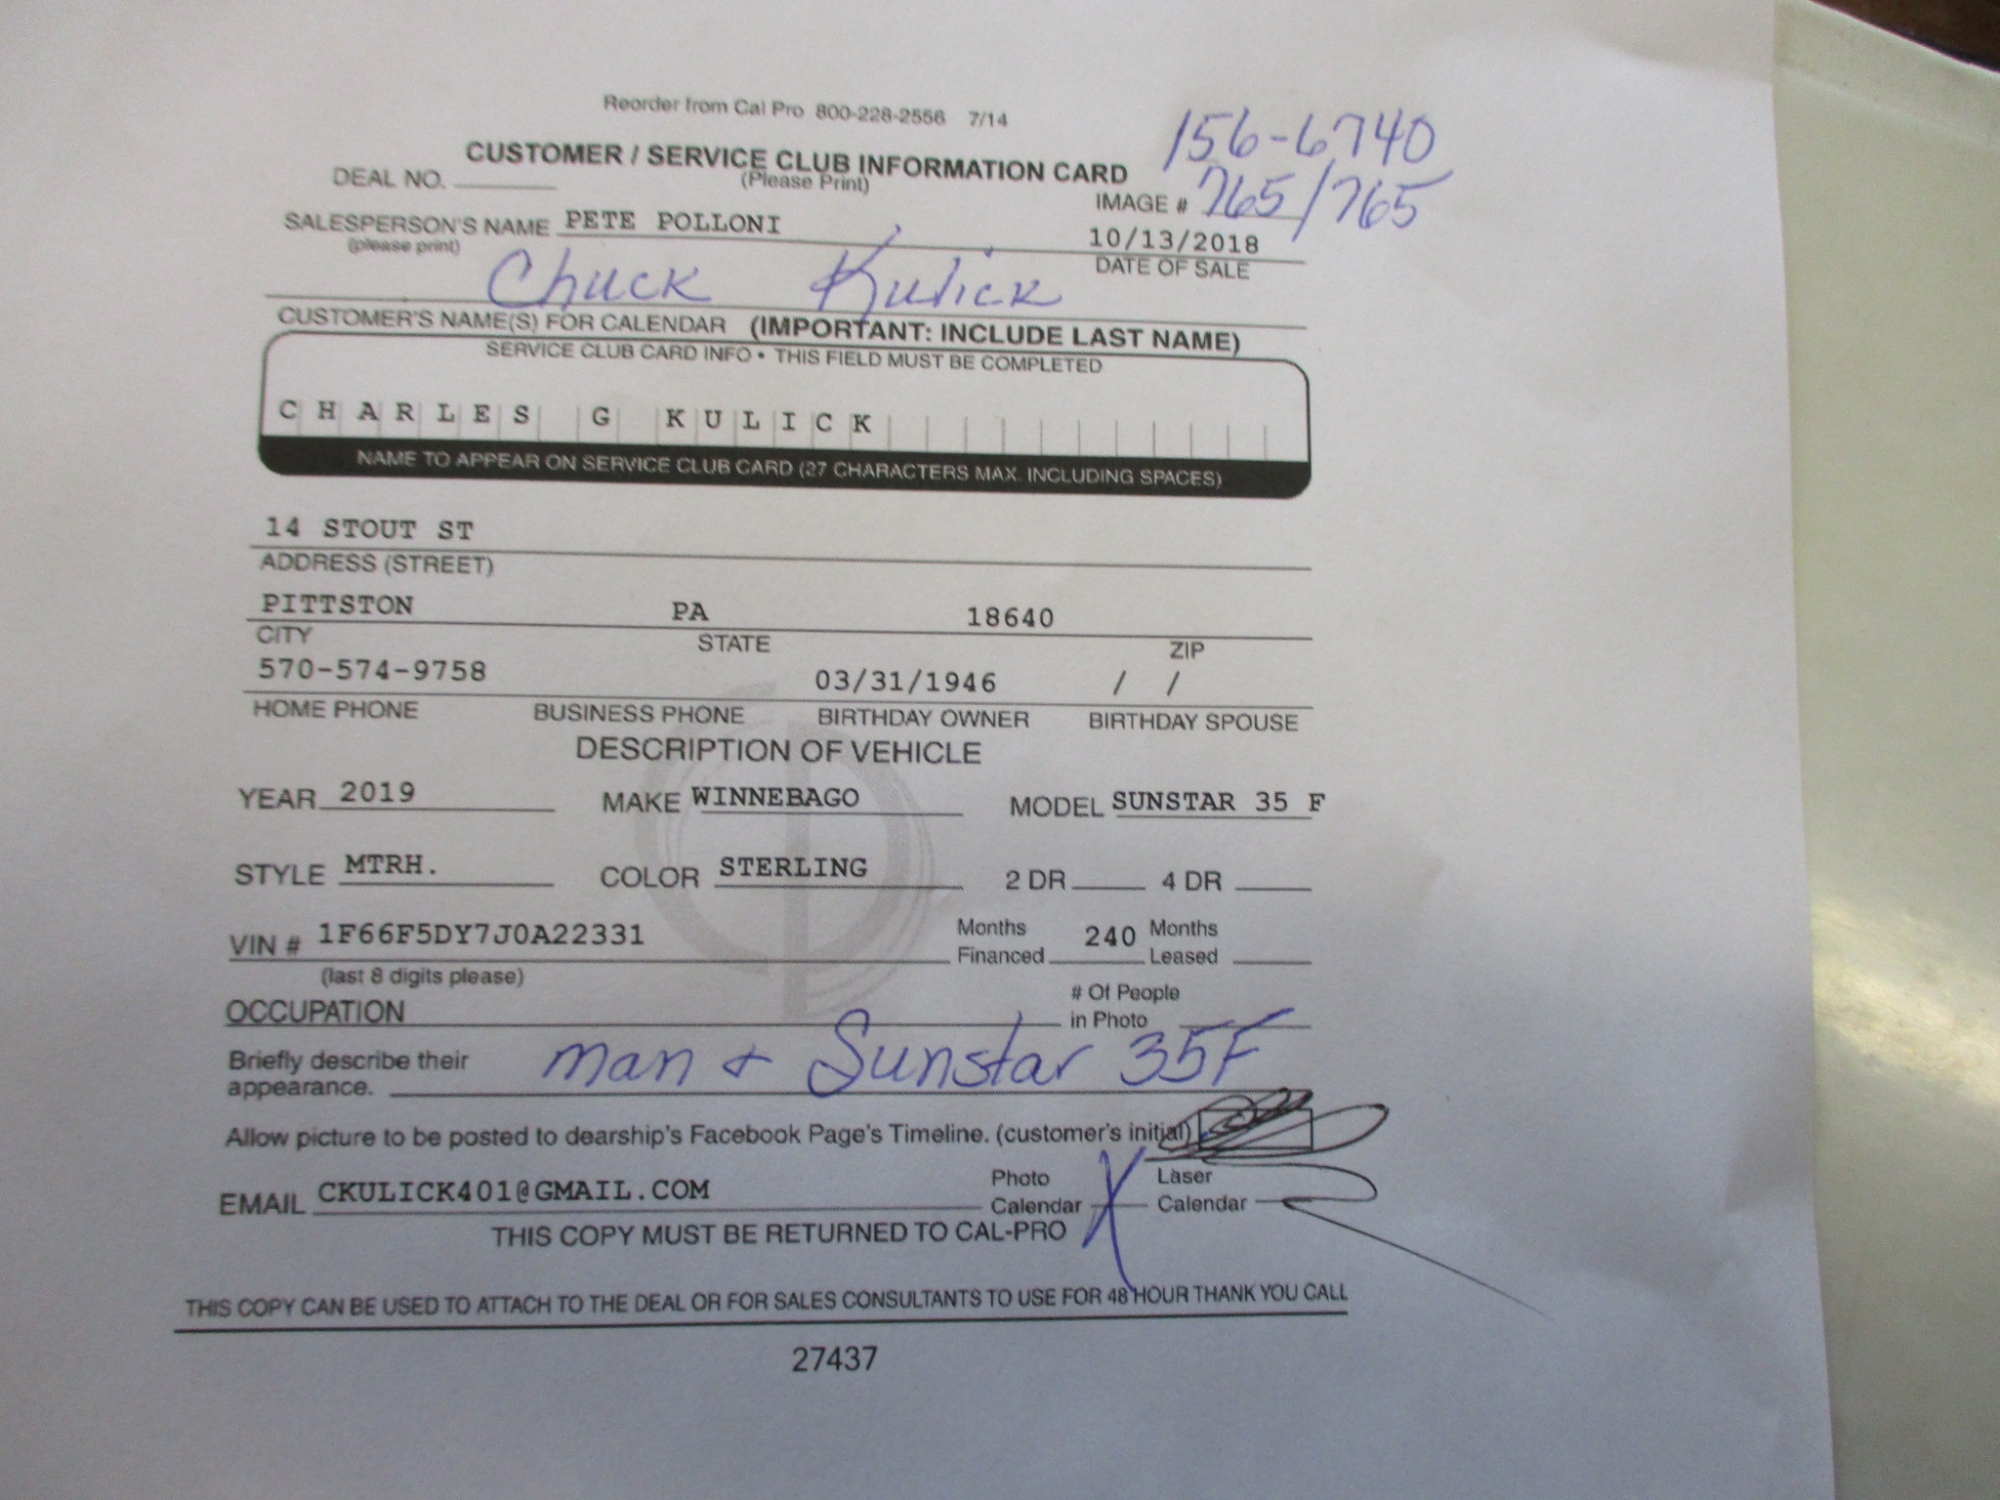 Reorder from Cal Pro 800-228-2556 7/14
156-6740
CUSTOMER / SERVICE CLUB INFORMATION CARD
(Please Print)
DEAL NO.
IMAGE # 765/765
SALESPERSON'S NAME PETE POLLONI
(please print)
10/13/2018
DATE OF SALE
Chuck Kulick
CUSTOMER'S NAME(S) FOR CALENDAR (IMPORTANT: INCLUDE LAST NAME)
SERVICE CLUB CARD INFO • THIS FIELD MUST BE COMPLETED
CHARLES G KULICK
NAME TO APPEAR ON SERVICE CLUB CARD (27 CHARACTERS MAX. INCLUDING SPACES)
14 STOUT ST
ADDRESS (STREET)
PITTSTON PA 18640
CITY STATE ZIP
570-574-9758 03/31/1946 / /
HOME PHONE BUSINESS PHONE BIRTHDAY OWNER BIRTHDAY SPOUSE
DESCRIPTION OF VEHICLE
YEAR 2019 MAKE WINNEBAGO MODEL SUNSTAR 35 F
STYLE MTRH. COLOR STERLING 2 DR 4 DR
VIN # 1F66F5DY7J0A22331 Months Financed 240 Months Leased
(last 8 digits please)
OCCUPATION # Of People in Photo
Briefly describe their appearance. man + Sunstar 35F
Allow picture to be posted to dearship's Facebook Page's Timeline. (customer's initial)
EMAIL CKULICK401@GMAIL.COM Photo Calendar X Laser Calendar
THIS COPY MUST BE RETURNED TO CAL-PRO
THIS COPY CAN BE USED TO ATTACH TO THE DEAL OR FOR SALES CONSULTANTS TO USE FOR 48 HOUR THANK YOU CALL
27437